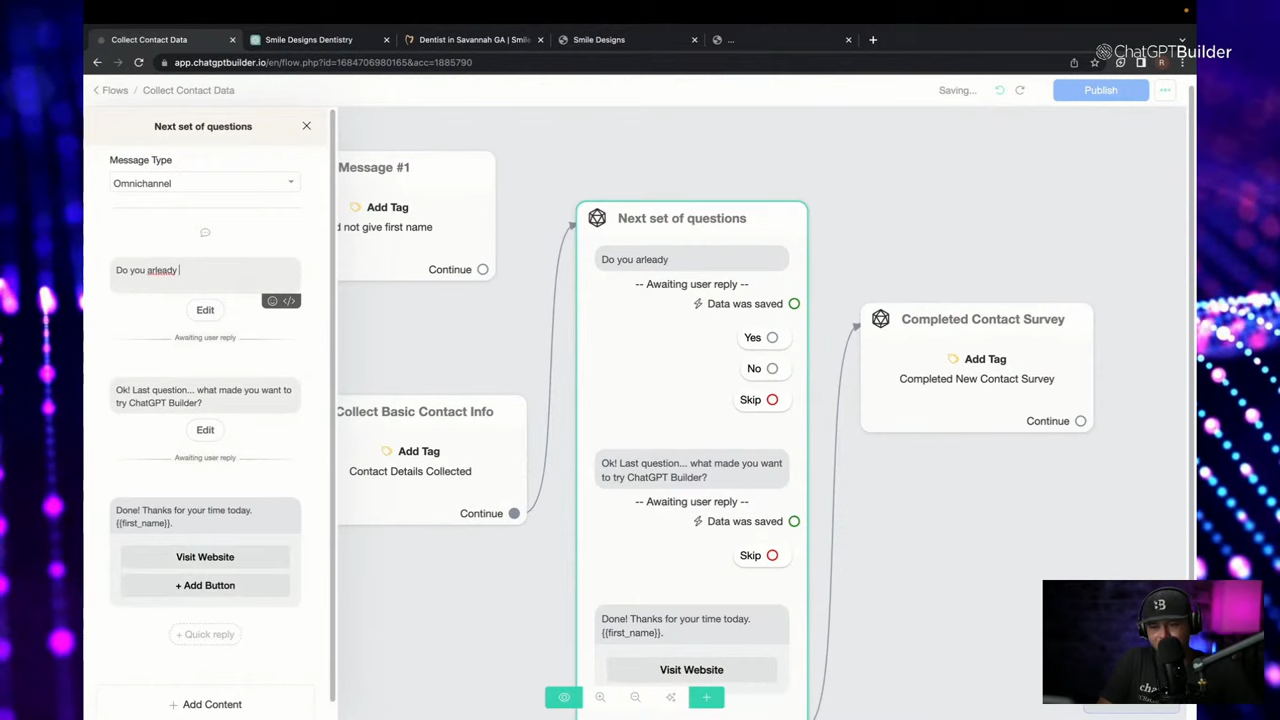 Collect Contact Data
Smile Designs Dentistry
Dentist in Savannah GA | Smile
Smile Designs
...
ChatGPTBuilder
app.chatgptbuilder.io/en/flow.php?id=1684706980165&acc=1885790
R
Flows / Collect Contact Data
Saving...
Publish
Next set of questions
Message Type
Omnichannel
Do you arleady
Edit
Awaiting user reply
Ok! Last question... what made you want to
try ChatGPT Builder?
Edit
Awaiting user reply
Done! Thanks for your time today.
{{first_name}}.
Visit Website
+ Add Button
+ Quick reply
+ Add Content
Message #1
Add Tag
d not give first name
Continue
Collect Basic Contact Info
Add Tag
Contact Details Collected
Continue
Next set of questions
Do you arleady
-- Awaiting user reply --
Data was saved
Yes
No
Skip
Ok! Last question... what made you want
to try ChatGPT Builder?
-- Awaiting user reply --
Data was saved
Skip
Done! Thanks for your time today.
{{first_name}}.
Visit Website
Completed Contact Survey
Add Tag
Completed New Contact Survey
Continue